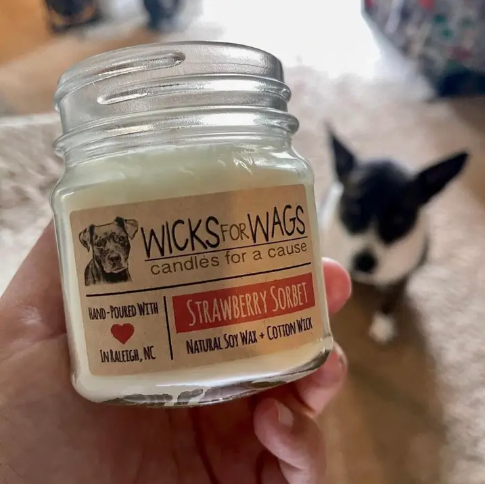 WICKS FOR WAGS
candles for a cause
HAND-POURED WITH
IN RALEIGH, NC
STRAWBERRY SORBET
NATURAL SOY WAX + COTTON WICK